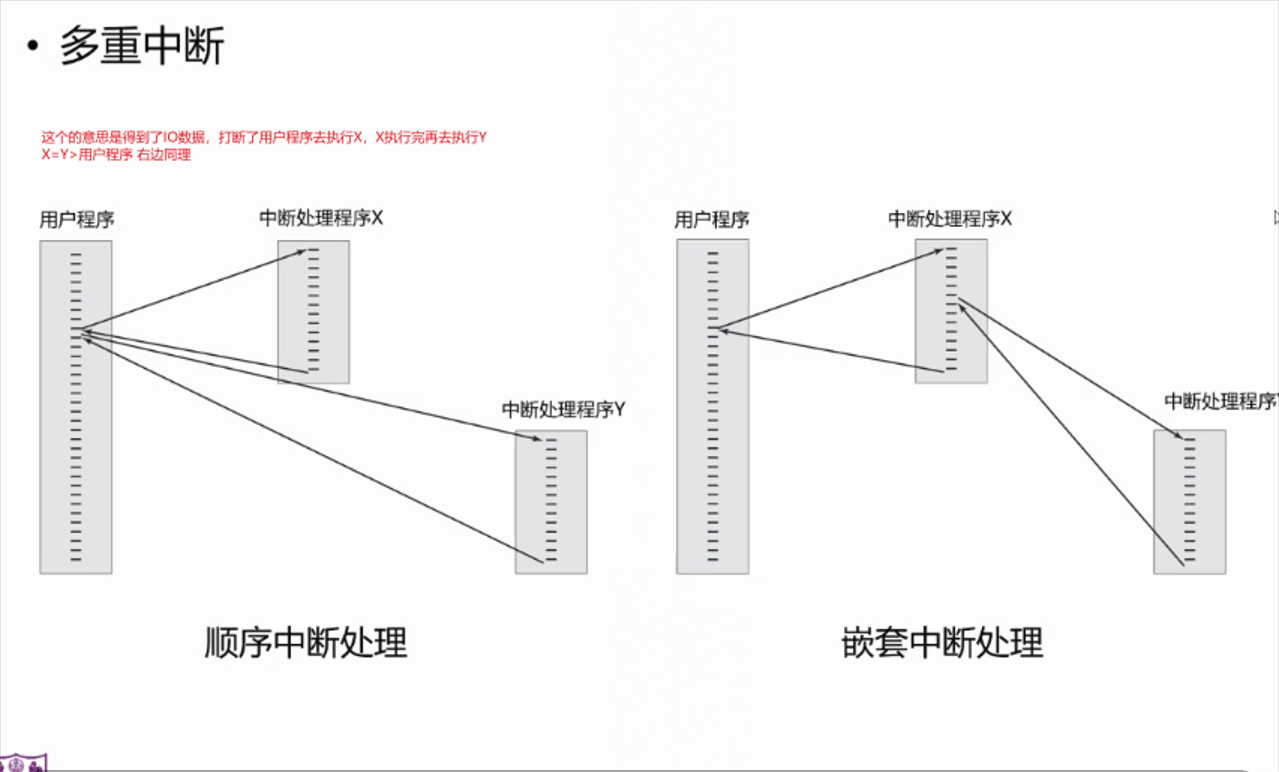 • 多重中断
这个的意思是得到了IO数据，打断了用户程序去执行X，X执行完再去执行Y
X=Y>用户程序 右边同理
用户程序
中断处理程序X
中断处理程序Y
顺序中断处理
用户程序
中断处理程序X
中断处理程序Y
嵌套中断处理